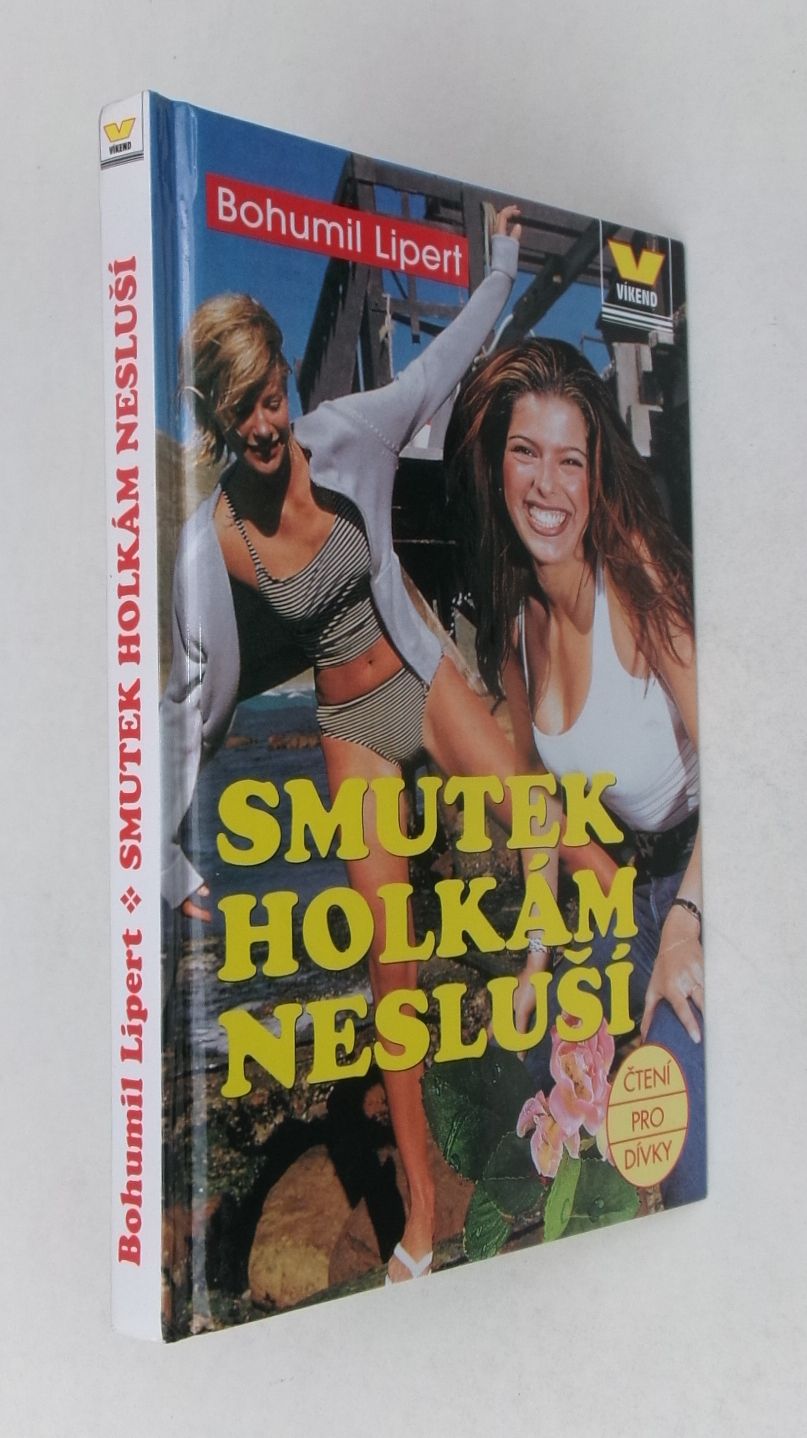 VÍKEND
Bohumil Lipert ❖ SMUTEK HOLKÁM NESLUŠÍ
Bohumil Lipert
VÍKEND
SMUTEK
HOLKÁM
NESLUŠÍ
ČTENÍ
PRO
DÍVKY